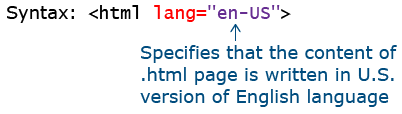 Syntax: <html lang="en-US">
Specifies that the content of
.html page is written in U.S.
version of English language